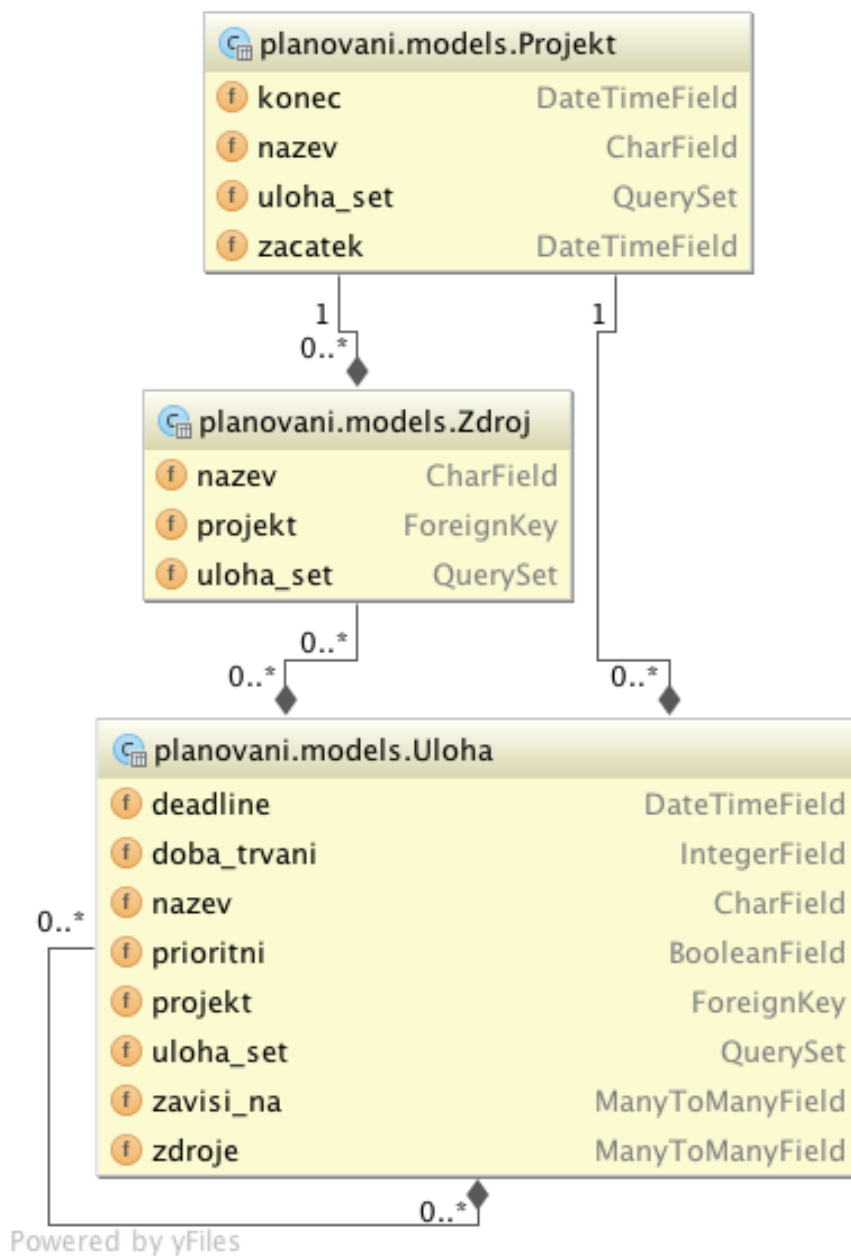 planovani.models.Projekt
konec DateTimeField
nazev CharField
uloha_set QuerySet
zacatek DateTimeField
1 1
0..*
planovani.models.Zdroj
nazev CharField
projekt ForeignKey
uloha_set QuerySet
0..*
0..* 0..*
planovani.models.Uloha
deadline DateTimeField
doba_trvani IntegerField
nazev CharField
0..*
prioritni BooleanField
projekt ForeignKey
uloha_set QuerySet
zavisi_na ManyToManyField
zdroje ManyToManyField
0..*
Powered by yFiles